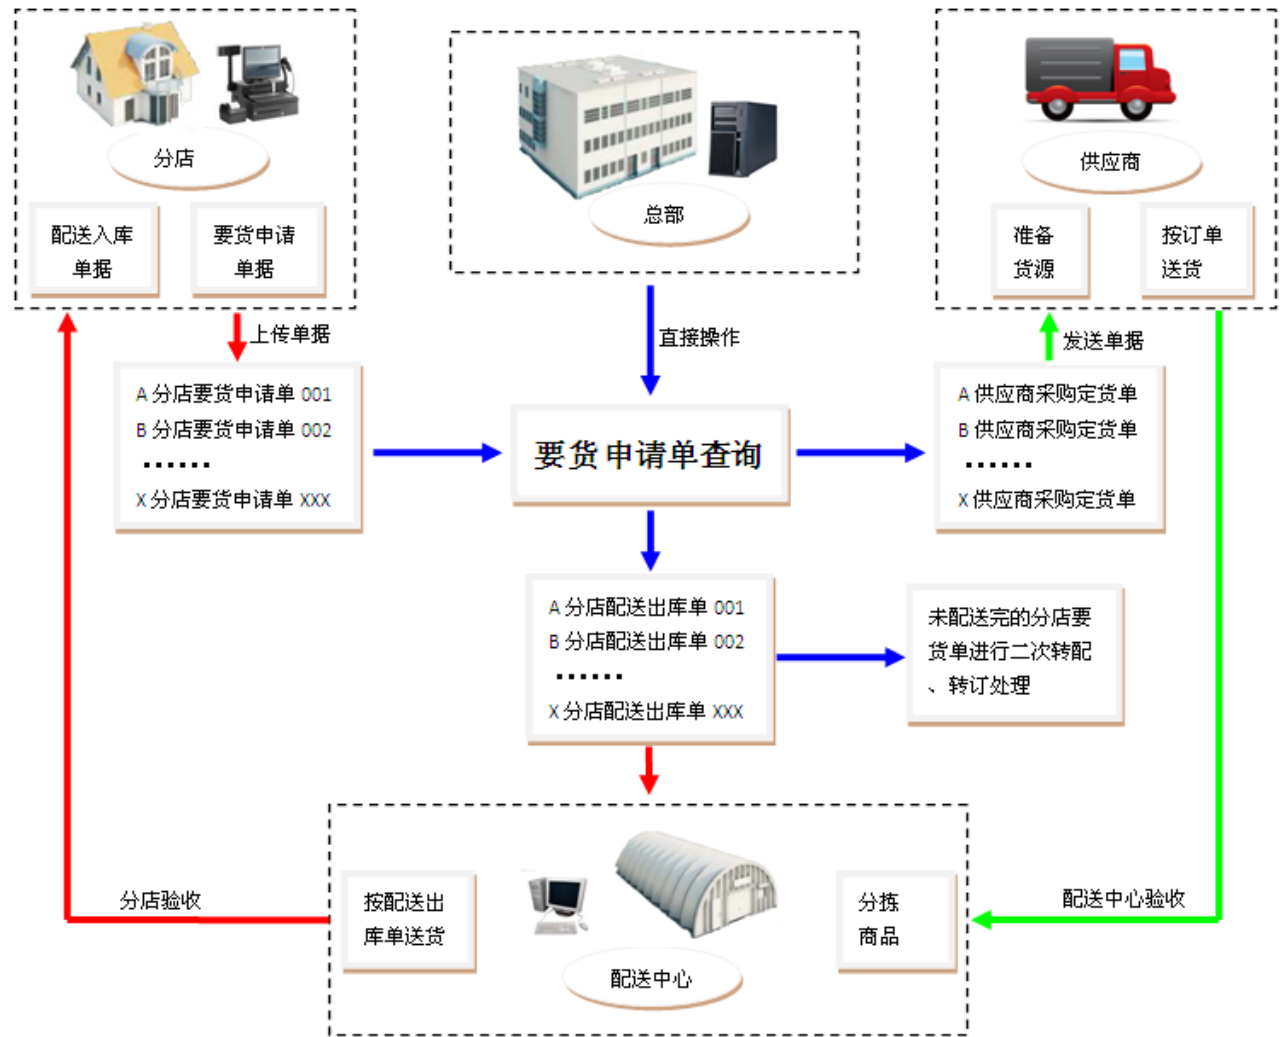 分店
配送入库
单据
要货申请
单据
总部
供应商
准备
货源
按订单
送货
上传单据
直接操作
发送单据
A 分店要货申请单 001
B 分店要货申请单 002
······
X 分店要货申请单 XXX
要货申请单查询
A 供应商采购定货单
B 供应商采购定货单
······
X 供应商采购定货单
A 分店配送出库单 001
B 分店配送出库单 002
······
X 分店配送出库单 XXX
未配送完的分店要
货单进行二次转配
、转订处理
分店验收
按配送出
库单送货
配送中心
分拣
商品
配送中心验收